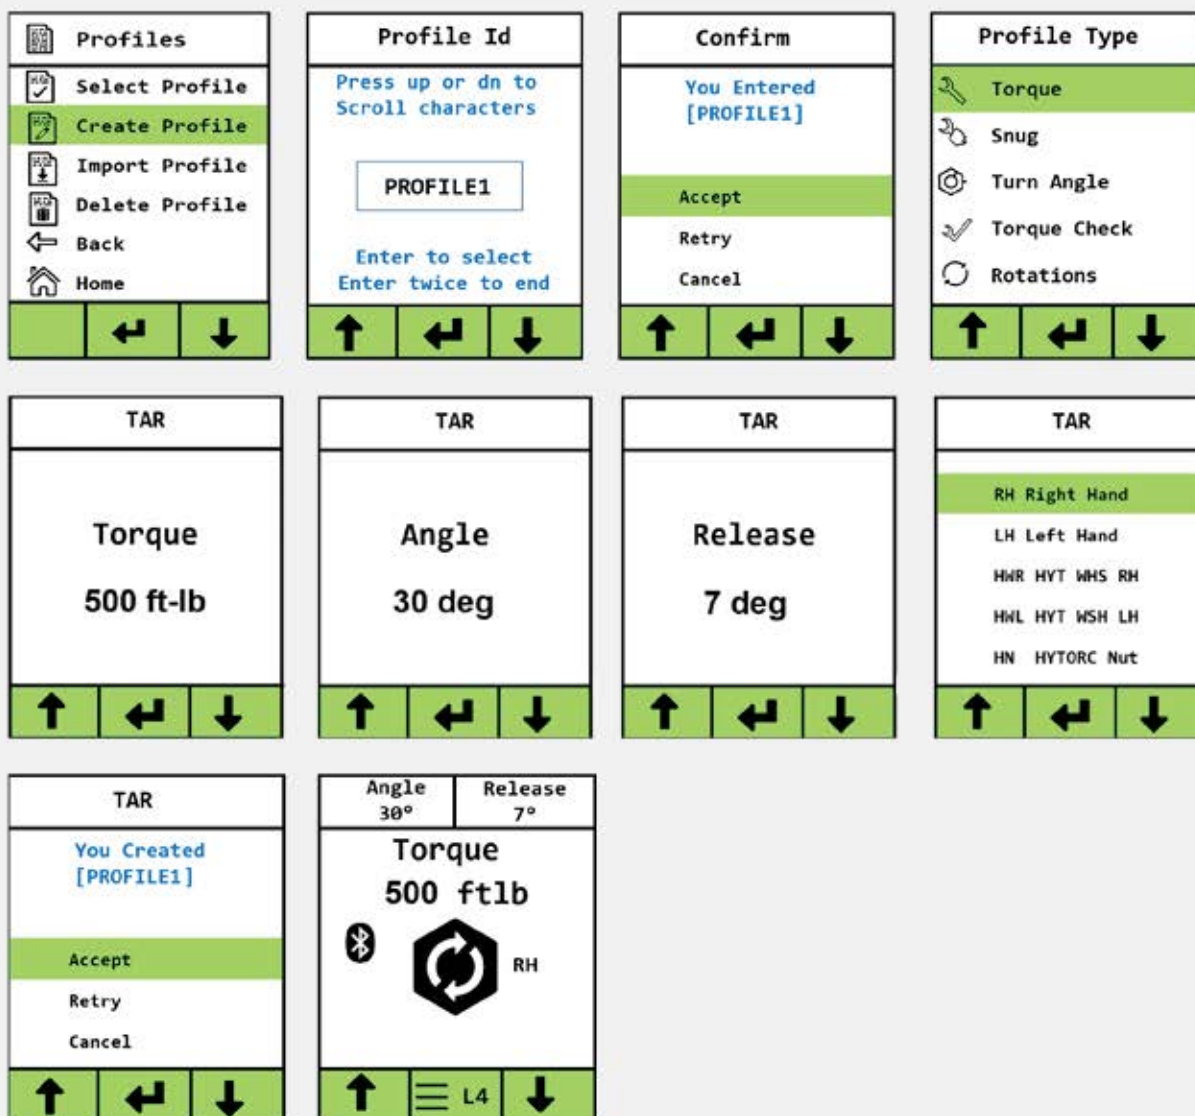 Profiles
Select Profile
Create Profile
Import Profile
Delete Profile
Back
Home
Profile Id
Press up or dn to
Scroll characters
PROFILE1
Enter to select
Enter twice to end
Confirm
You Entered
[PROFILE1]
Accept
Retry
Cancel
Profile Type
Torque
Snug
Turn Angle
Torque Check
Rotations
TAR
Torque
500 ft-lb
TAR
Angle
30 deg
TAR
Release
7 deg
TAR
RH Right Hand
LH Left Hand
HWR HYT WHS RH
HWL HYT WSH LH
HN HYTORC Nut
TAR
You Created
[PROFILE1]
Accept
Retry
Cancel
Angle
30°
Release
7°
Torque
500 ftlb
RH
L4